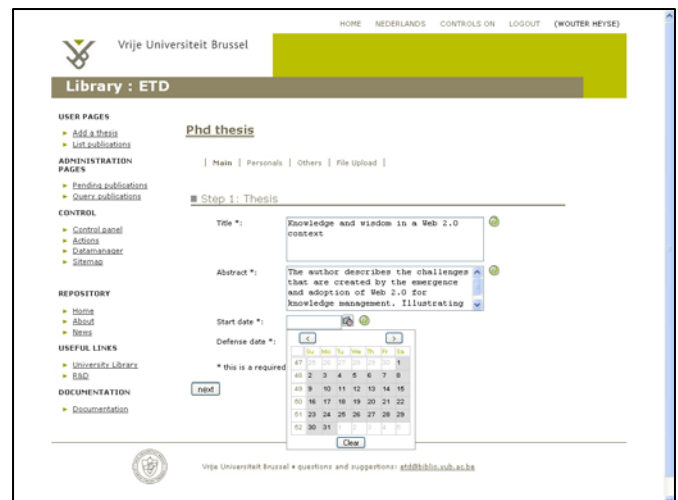 HOME NEDERLANDS CONTROLS ON LOGOUT (WOUTER HEYSE)
Vrije Universiteit Brussel
Library : ETD
USER PAGES
Add a thesis
List publications
ADMINISTRATION
PAGES
Pending publications
Query publications
CONTROL
Control panel
Actions
Datamanager
Sitemap
REPOSITORY
Home
About
News
USEFUL LINKS
University Library
R&D
DOCUMENTATION
Documentation
Phd thesis
| Main | Personals | Others | File Upload |
Step 1: Thesis
Title *:
Knowledge and wisdom in a Web 2.0
context
Abstract *:
The author describes the challenges
that are created by the emergence
and adoption of Web 2.0 for
knowledge management. Illustrating
Start date *:
Defense date *:
* this is a required
< >
Su Mo Tu We Th Fr Sa
47 25 26 27 28 29 30 1
48 2 3 4 5 6 7 8
49 9 10 11 12 13 14 15
50 16 17 18 19 20 21 22
51 23 24 25 26 27 28 29
52 30 31 1 2 3 4 5
Clear
next
Vrije Universiteit Brussel • questions and suggestions: etd@biblio.vub.ac.be